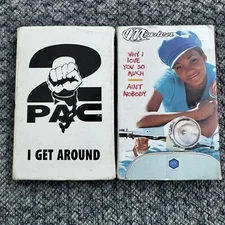 2
PAC
I GET AROUND
Monica
WHY I
LOVE YOU SO
MUCH
AIN'T
NOBODY